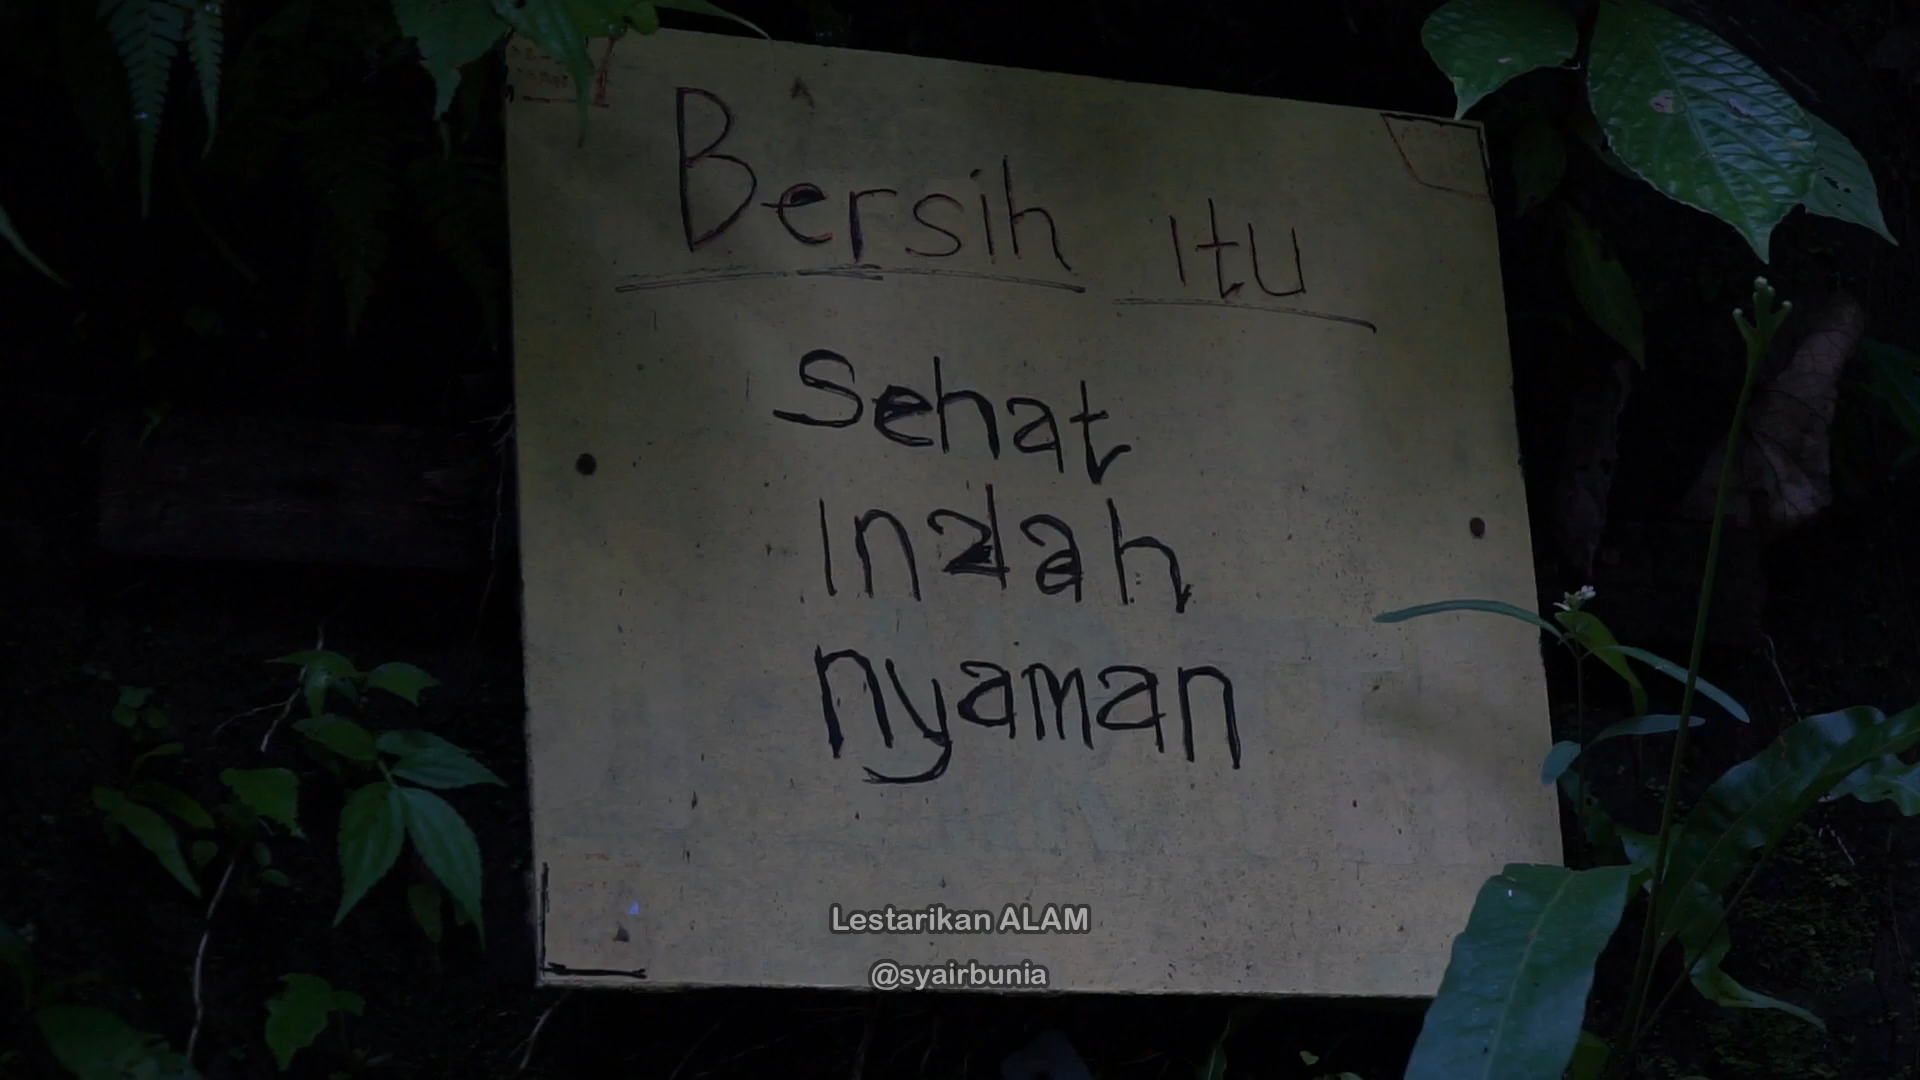 Bersih itu
Sehat
Indah
nyaman
Lestarikan ALAM
@syairbunia